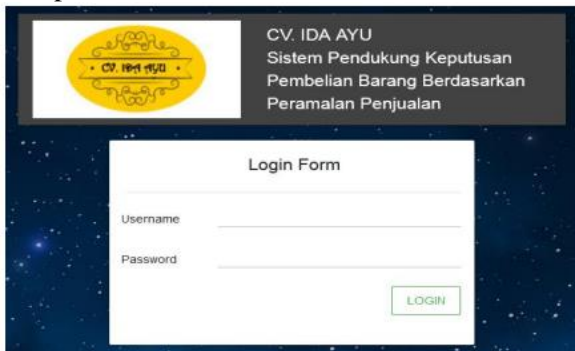 CV. IDA AYU
CV. IDA AYU
Sistem Pendukung Keputusan
Pembelian Barang Berdasarkan
Peramalan Penjualan
Login Form
Username
Password
LOGIN